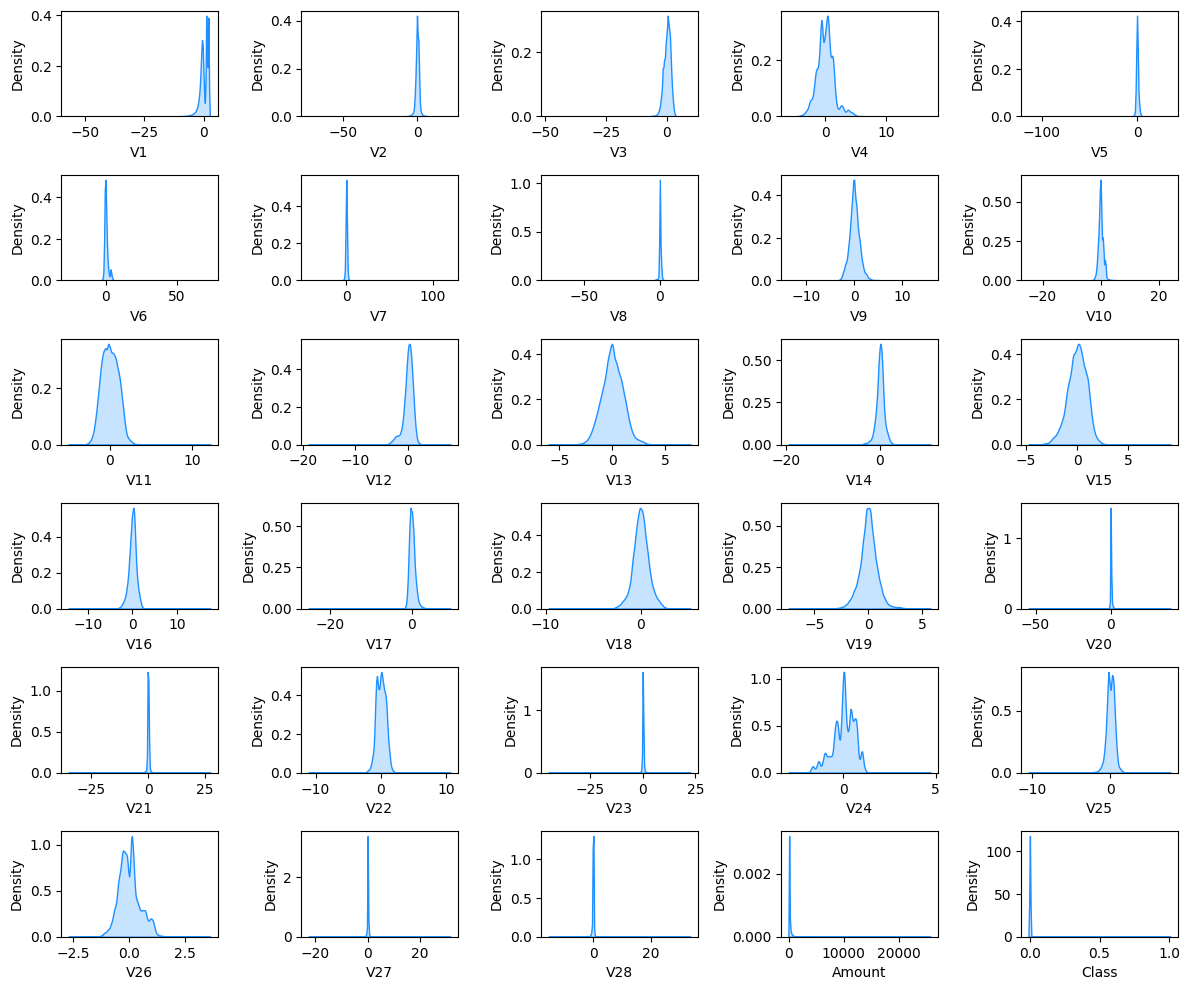 Density
0.4
0.2
0.0
−50 −25 0
V1
Density
0.4
0.2
0.0
−50 0
V2
Density
0.2
0.0
−50 −25 0
V3
Density
0.2
0.0
0 10
V4
Density
0.4
0.2
0.0
−100 0
V5
Density
0.4
0.2
0.0
0 50
V6
Density
0.4
0.2
0.0
0 100
V7
Density
1.0
0.5
0.0
−50 0
V8
Density
0.4
0.2
0.0
−10 0 10
V9
Density
0.50
0.25
0.00
−20 0 20
V10
Density
0.2
0.0
0 10
V11
Density
0.4
0.2
0.0
−20 −10 0
V12
Density
0.4
0.2
0.0
−5 0 5
V13
Density
0.50
0.25
0.00
−20 0
V14
Density
0.4
0.2
0.0
−5 0 5
V15
Density
0.4
0.2
0.0
−10 0 10
V16
Density
0.50
0.25
0.00
−20 0
V17
Density
0.4
0.2
0.0
−10 0
V18
Density
0.50
0.25
0.00
−5 0 5
V19
Density
1
0
−50 0
V20
Density
1.0
0.5
0.0
−25 0 25
V21
Density
0.4
0.2
0.0
−10 0 10
V22
Density
1
0
−25 0 25
V23
Density
1.0
0.5
0.0
0 5
V24
Density
0.5
0.0
−10 0
V25
Density
1.0
0.5
0.0
−2.5 0.0 2.5
V26
Density
2
0
−20 0 20
V27
Density
1.0
0.5
0.0
0 20
V28
Density
0.002
0.000
0 10000 20000
Amount
Density
100
50
0
0.0 0.5 1.0
Class